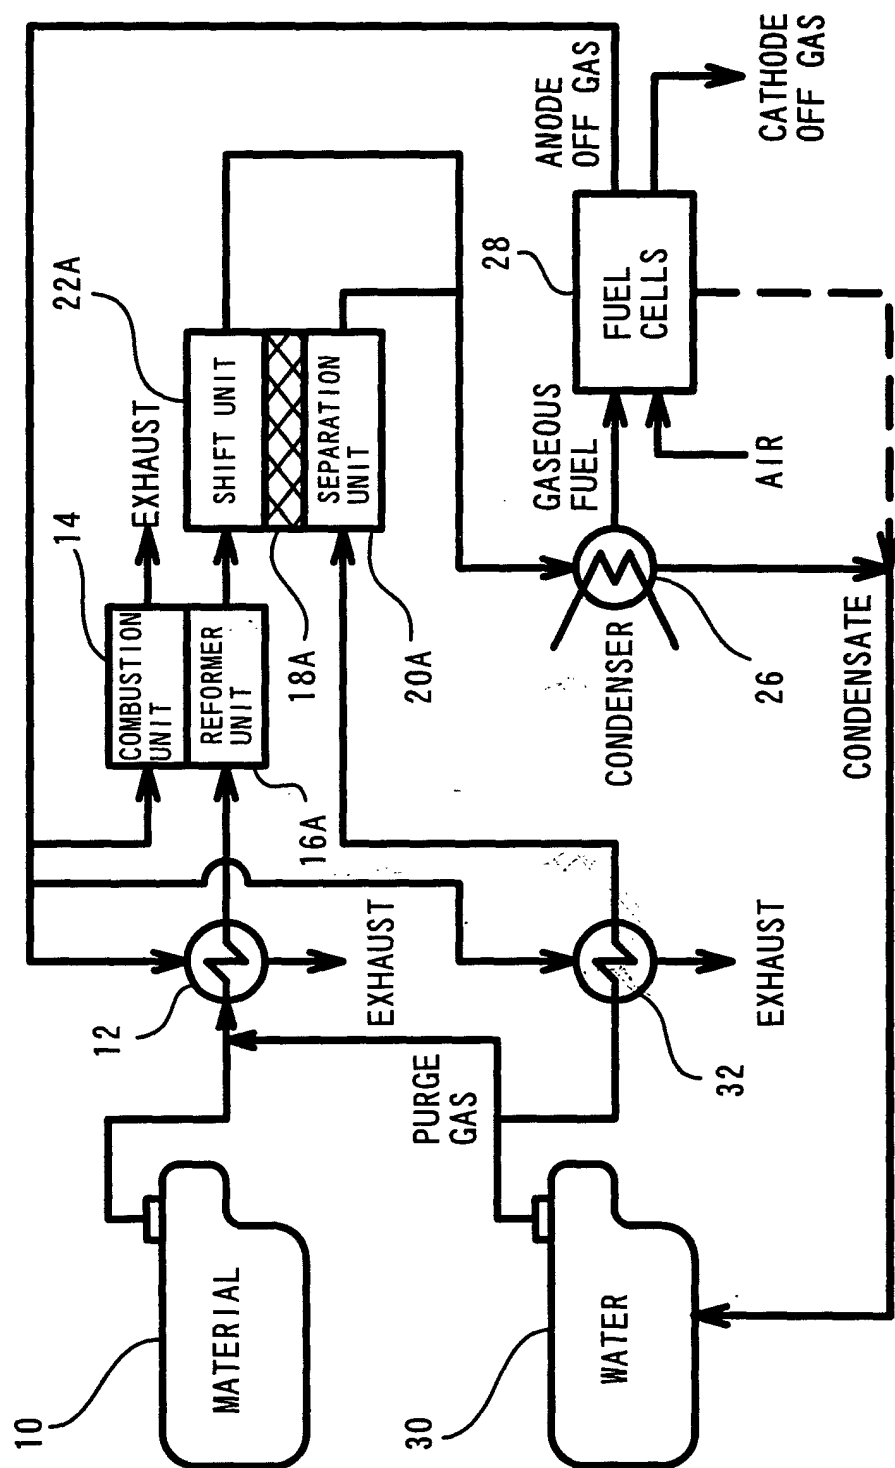 10
MATERIAL
12
EXHAUST
COMBUSTION
UNIT
REFORMER
UNIT
14
16A
EXHAUST
22A
SHIFT UNIT
SEPARATION
UNIT
18A
20A
30
WATER
PURGE
GAS
32
EXHAUST
CONDENSER
26
GASEOUS
FUEL
AIR
28
FUEL
CELLS
ANODE
OFF GAS
CATHODE
OFF GAS
CONDENSATE